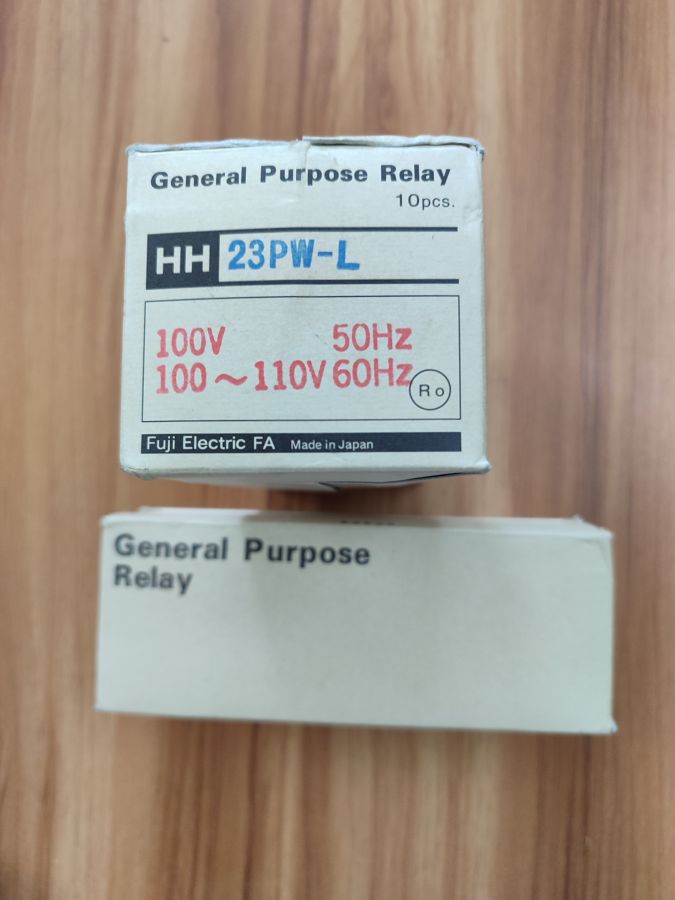 General Purpose Relay
10pcs.
HH 23PW-L
100V 50Hz
100～110V 60Hz
Ro
Fuji Electric FA Made in Japan
General Purpose
Relay